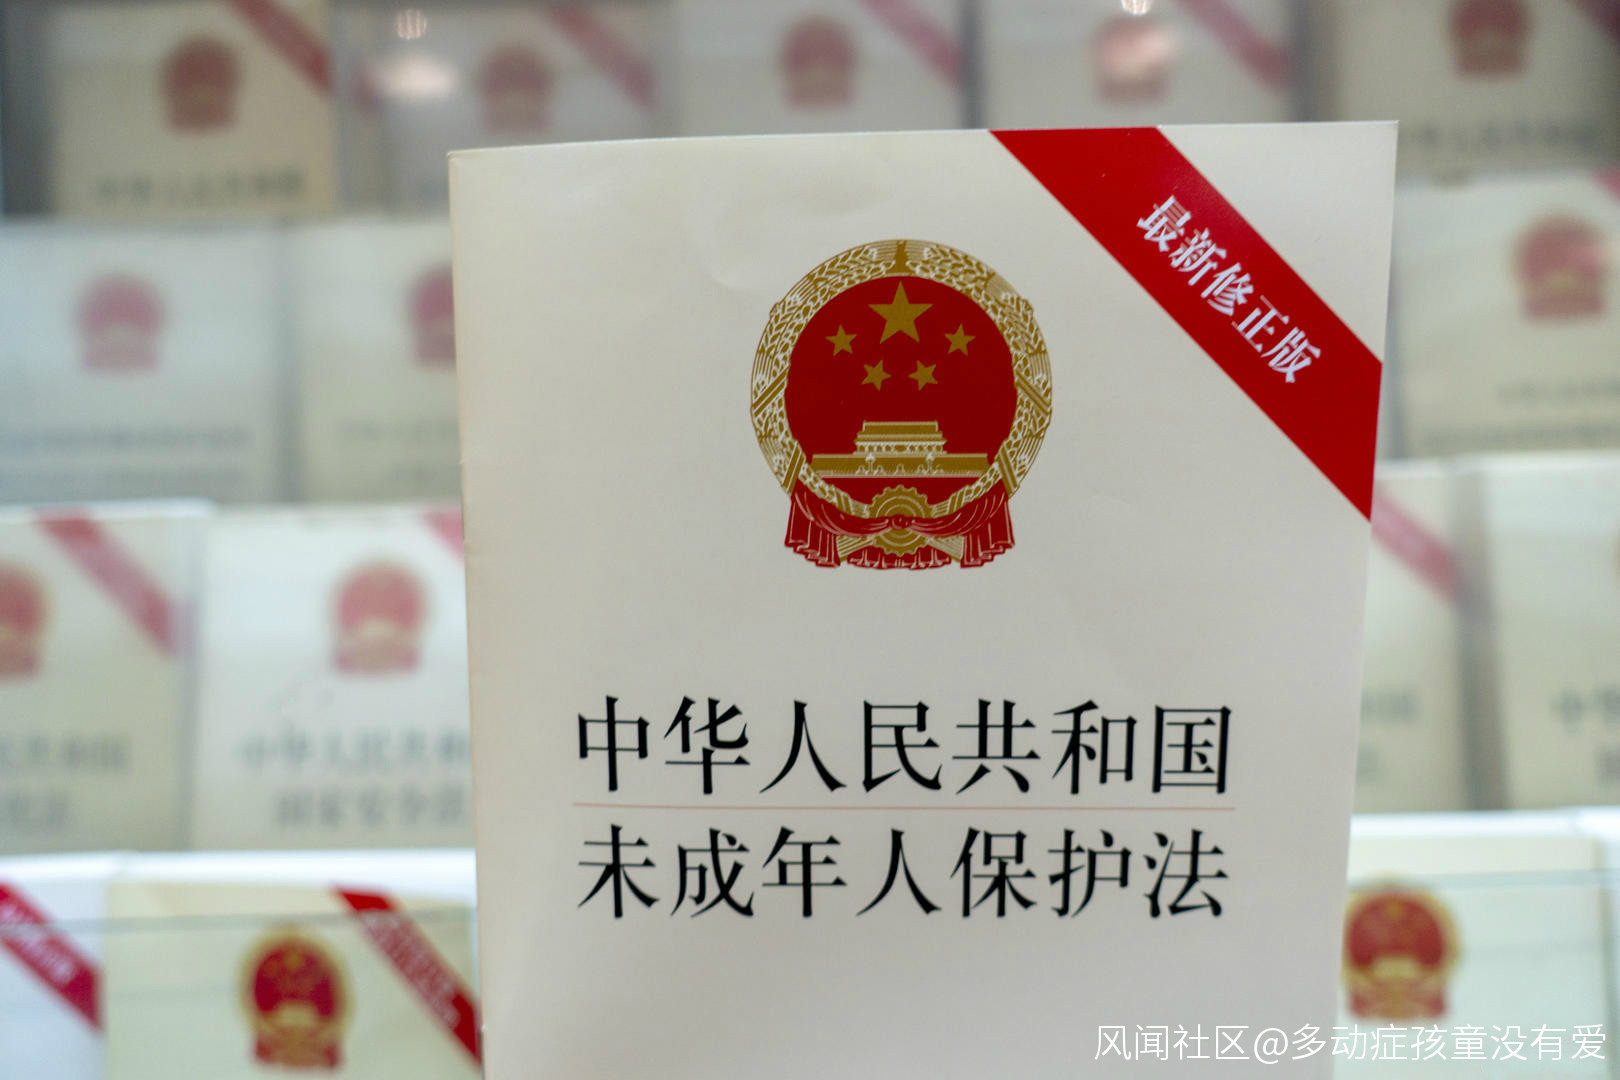 最新修正版
中华人民共和国
未成年人保护法
风闻社区@多动症孩童没有爱